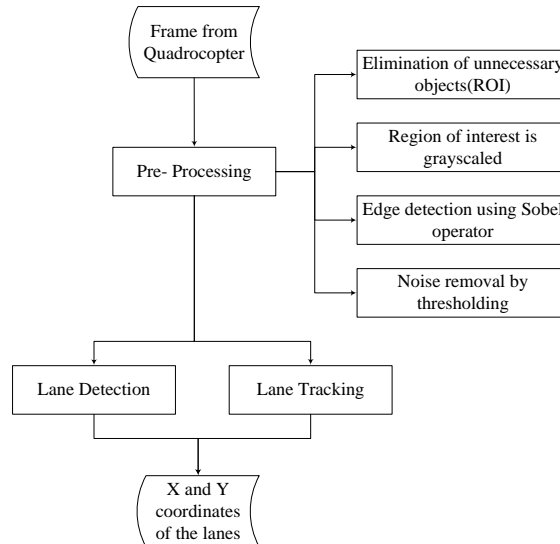 Frame from
Quadrocopter
Elimination of unnecessary
objects(ROI)
Region of interest is
grayscaled
Pre- Processing
Edge detection using Sobel
operator
Noise removal by
thresholding
Lane Detection
Lane Tracking
X and Y
coordinates
of the lanes